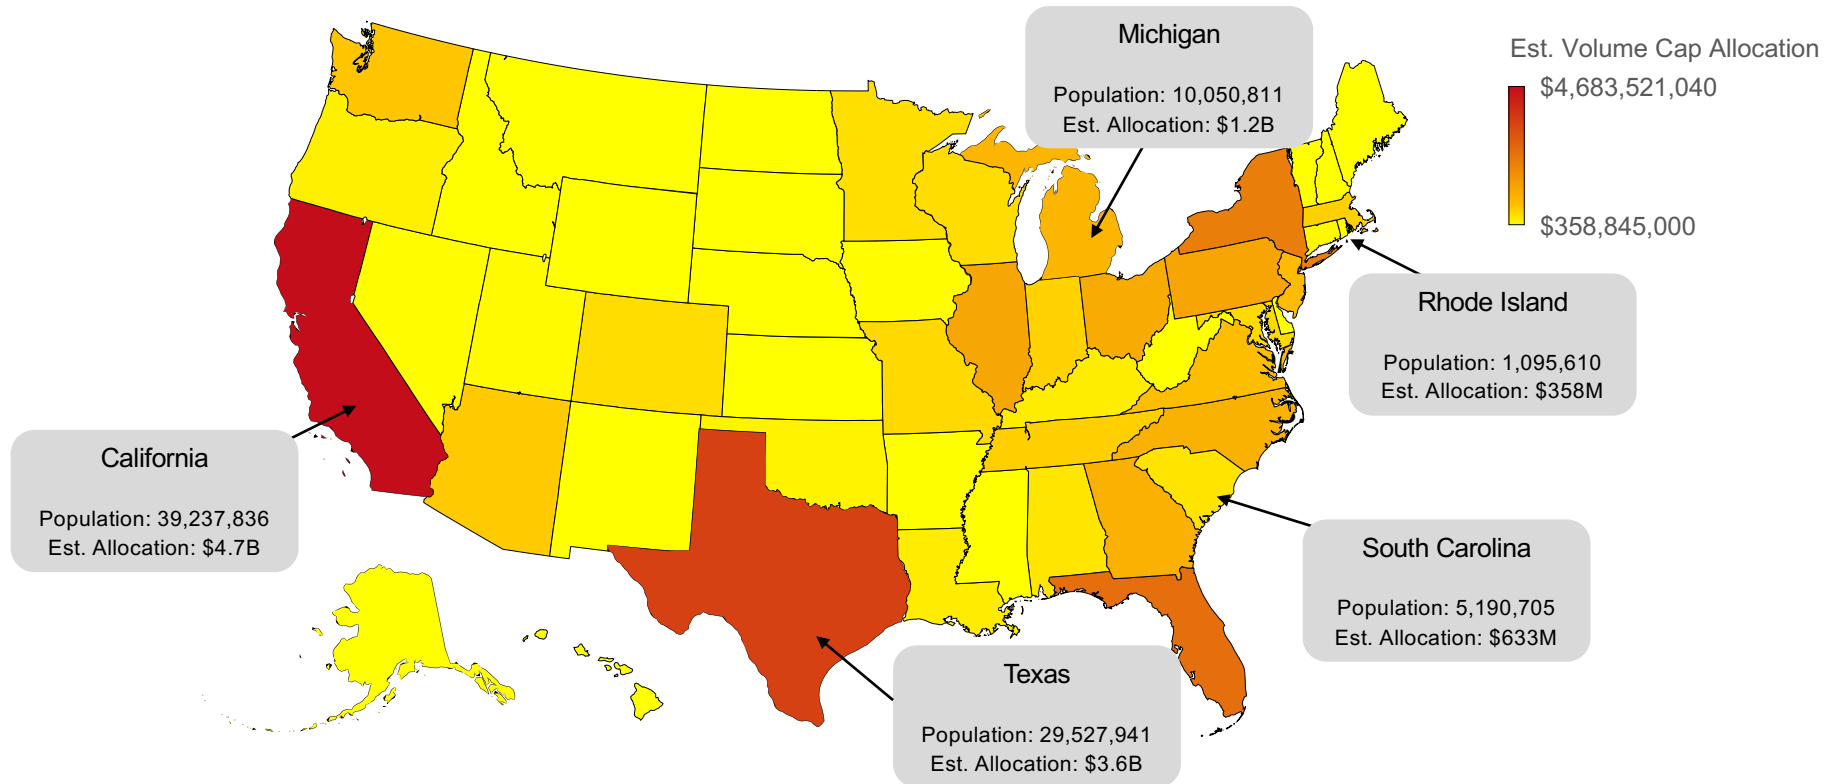 Michigan
Population: 10,050,811
Est. Allocation: $1.2B
Est. Volume Cap Allocation
$4,683,521,040
$358,845,000
Rhode Island
Population: 1,095,610
Est. Allocation: $358M
California
Population: 39,237,836
Est. Allocation: $4.7B
South Carolina
Population: 5,190,705
Est. Allocation: $633M
Texas
Population: 29,527,941
Est. Allocation: $3.6B